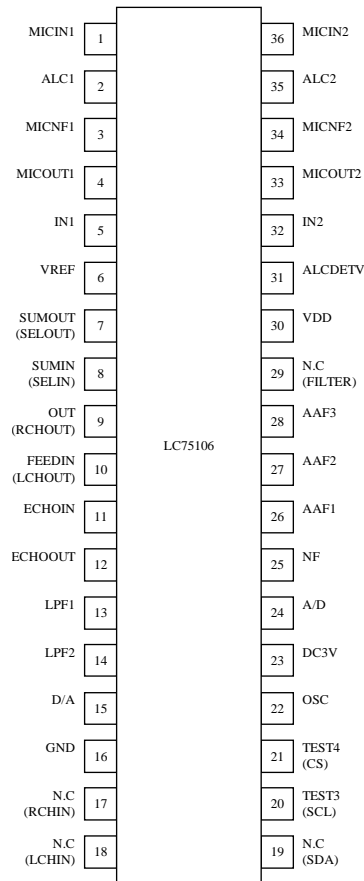 MICIN1 1 36 MICIN2
ALC1 2 35 ALC2
MICNF1 3 34 MICNF2
MICOUT1 4 33 MICOUT2
IN1 5 32 IN2
VREF 6 31 ALCDETV
SUMOUT 7 30 VDD
(SELOUT)
SUMIN 8 29 N.C
(SELIN) (FILTER)
OUT 9 28 AAF3
(RCHOUT)
LC75106
FEEDIN 10 27 AAF2
(LCHOUT)
ECHOIN 11 26 AAF1
ECHOOUT 12 25 NF
LPF1 13 24 A/D
LPF2 14 23 DC3V
D/A 15 22 OSC
GND 16 21 TEST4
(CS)
N.C 17 20 TEST3
(RCHIN) (SCL)
N.C 18 19 N.C
(LCHIN) (SDA)